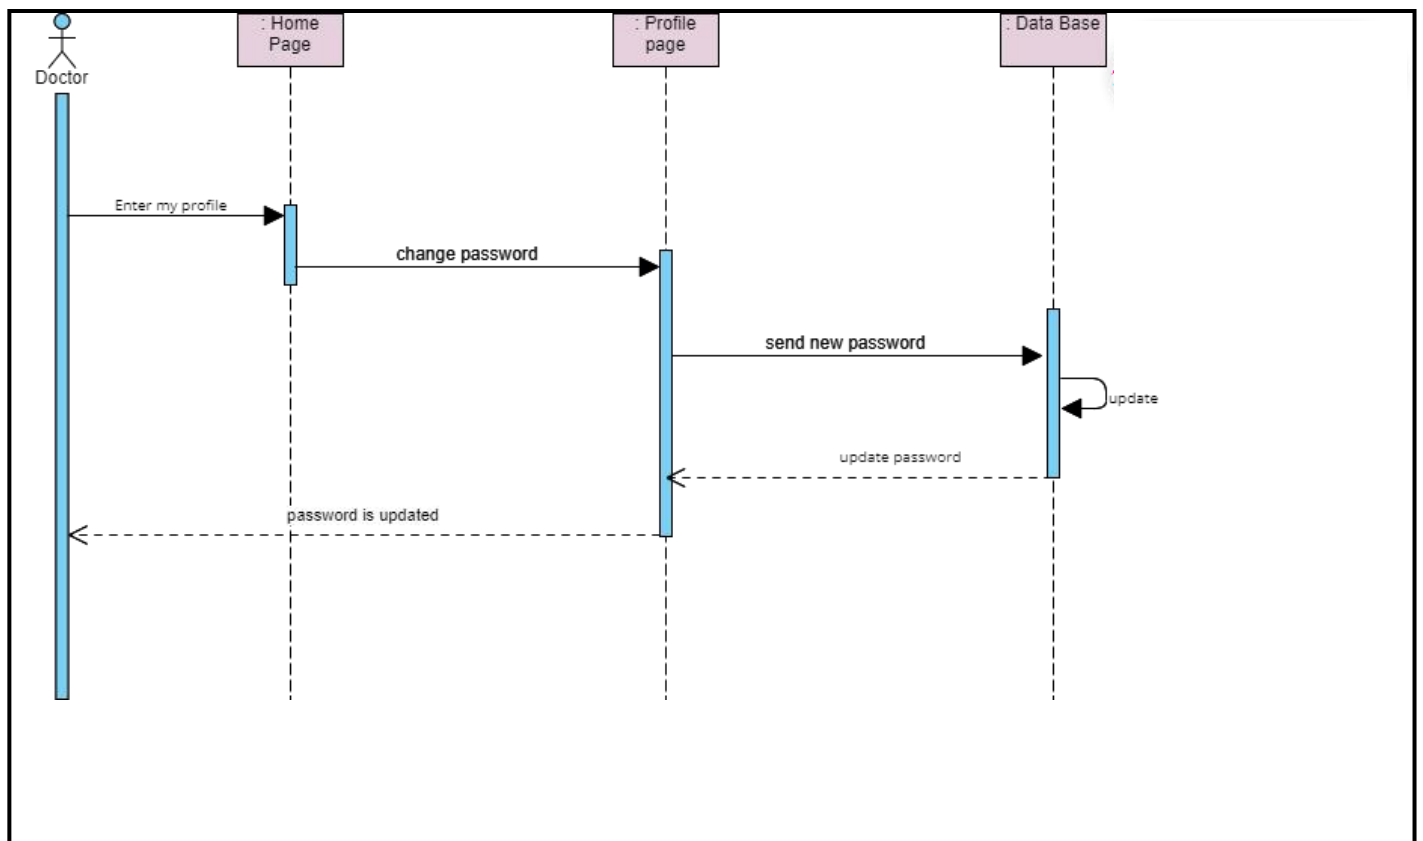 : Home
Page
: Profile
page
: Data Base
Doctor
Enter my profile
change password
send new password
update
update password
password is updated